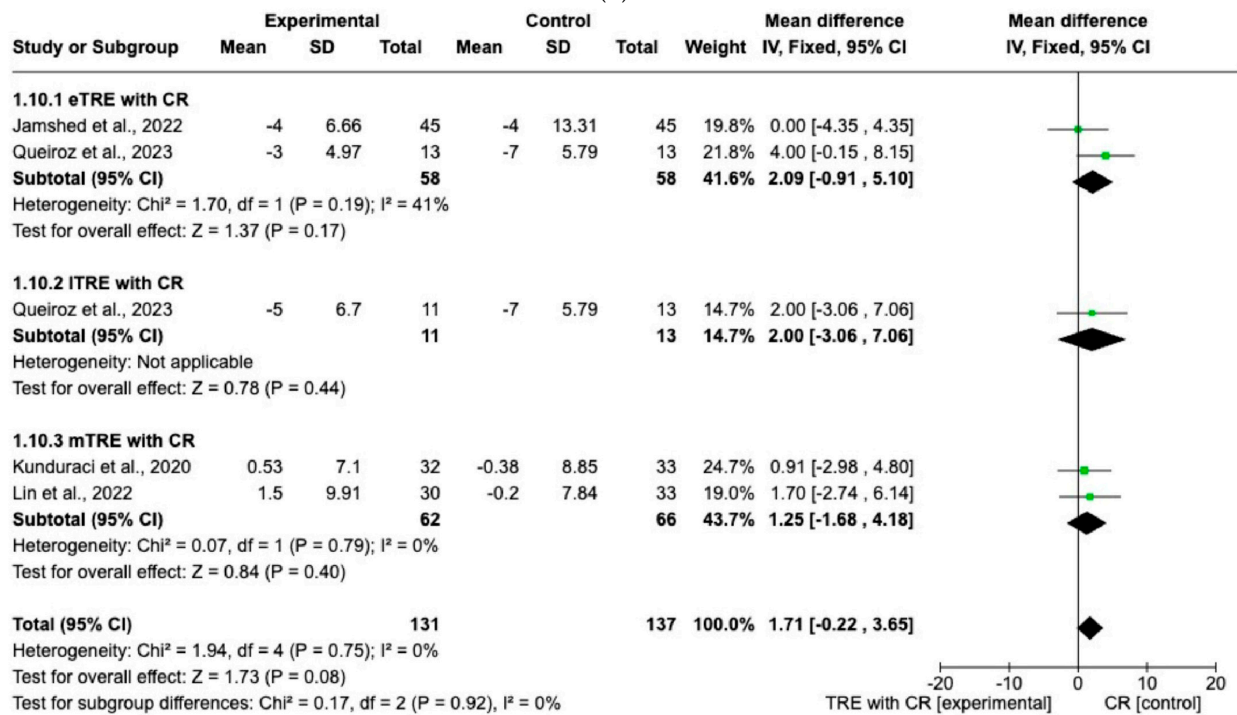 Experimental Control Mean difference Mean difference
Study or Subgroup Mean SD Total Mean SD Total Weight IV, Fixed, 95% CI IV, Fixed, 95% CI
1.10.1 eTRE with CR
Jamshed et al., 2022 -4 6.66 45 -4 13.31 45 19.8% 0.00 [-4.35 , 4.35]
Queiroz et al., 2023 -3 4.97 13 -7 5.79 13 21.8% 4.00 [-0.15 , 8.15]
Subtotal (95% CI) 58 58 41.6% 2.09 [-0.91 , 5.10]
Heterogeneity: Chi² = 1.70, df = 1 (P = 0.19); I² = 41%
Test for overall effect: Z = 1.37 (P = 0.17)
1.10.2 lTRE with CR
Queiroz et al., 2023 -5 6.7 11 -7 5.79 13 14.7% 2.00 [-3.06 , 7.06]
Subtotal (95% CI) 11 13 14.7% 2.00 [-3.06 , 7.06]
Heterogeneity: Not applicable
Test for overall effect: Z = 0.78 (P = 0.44)
1.10.3 mTRE with CR
Kunduraci et al., 2020 0.53 7.1 32 -0.38 8.85 33 24.7% 0.91 [-2.98 , 4.80]
Lin et al., 2022 1.5 9.91 30 -0.2 7.84 33 19.0% 1.70 [-2.74 , 6.14]
Subtotal (95% CI) 62 66 43.7% 1.25 [-1.68 , 4.18]
Heterogeneity: Chi² = 0.07, df = 1 (P = 0.79); I² = 0%
Test for overall effect: Z = 0.84 (P = 0.40)
Total (95% CI) 131 137 100.0% 1.71 [-0.22 , 3.65]
Heterogeneity: Chi² = 1.94, df = 4 (P = 0.75); I² = 0%
Test for overall effect: Z = 1.73 (P = 0.08)
-20 -10 0 10 20
Test for subgroup differences: Chi² = 0.17, df = 2 (P = 0.92), I² = 0% TRE with CR [experimental] CR [control]